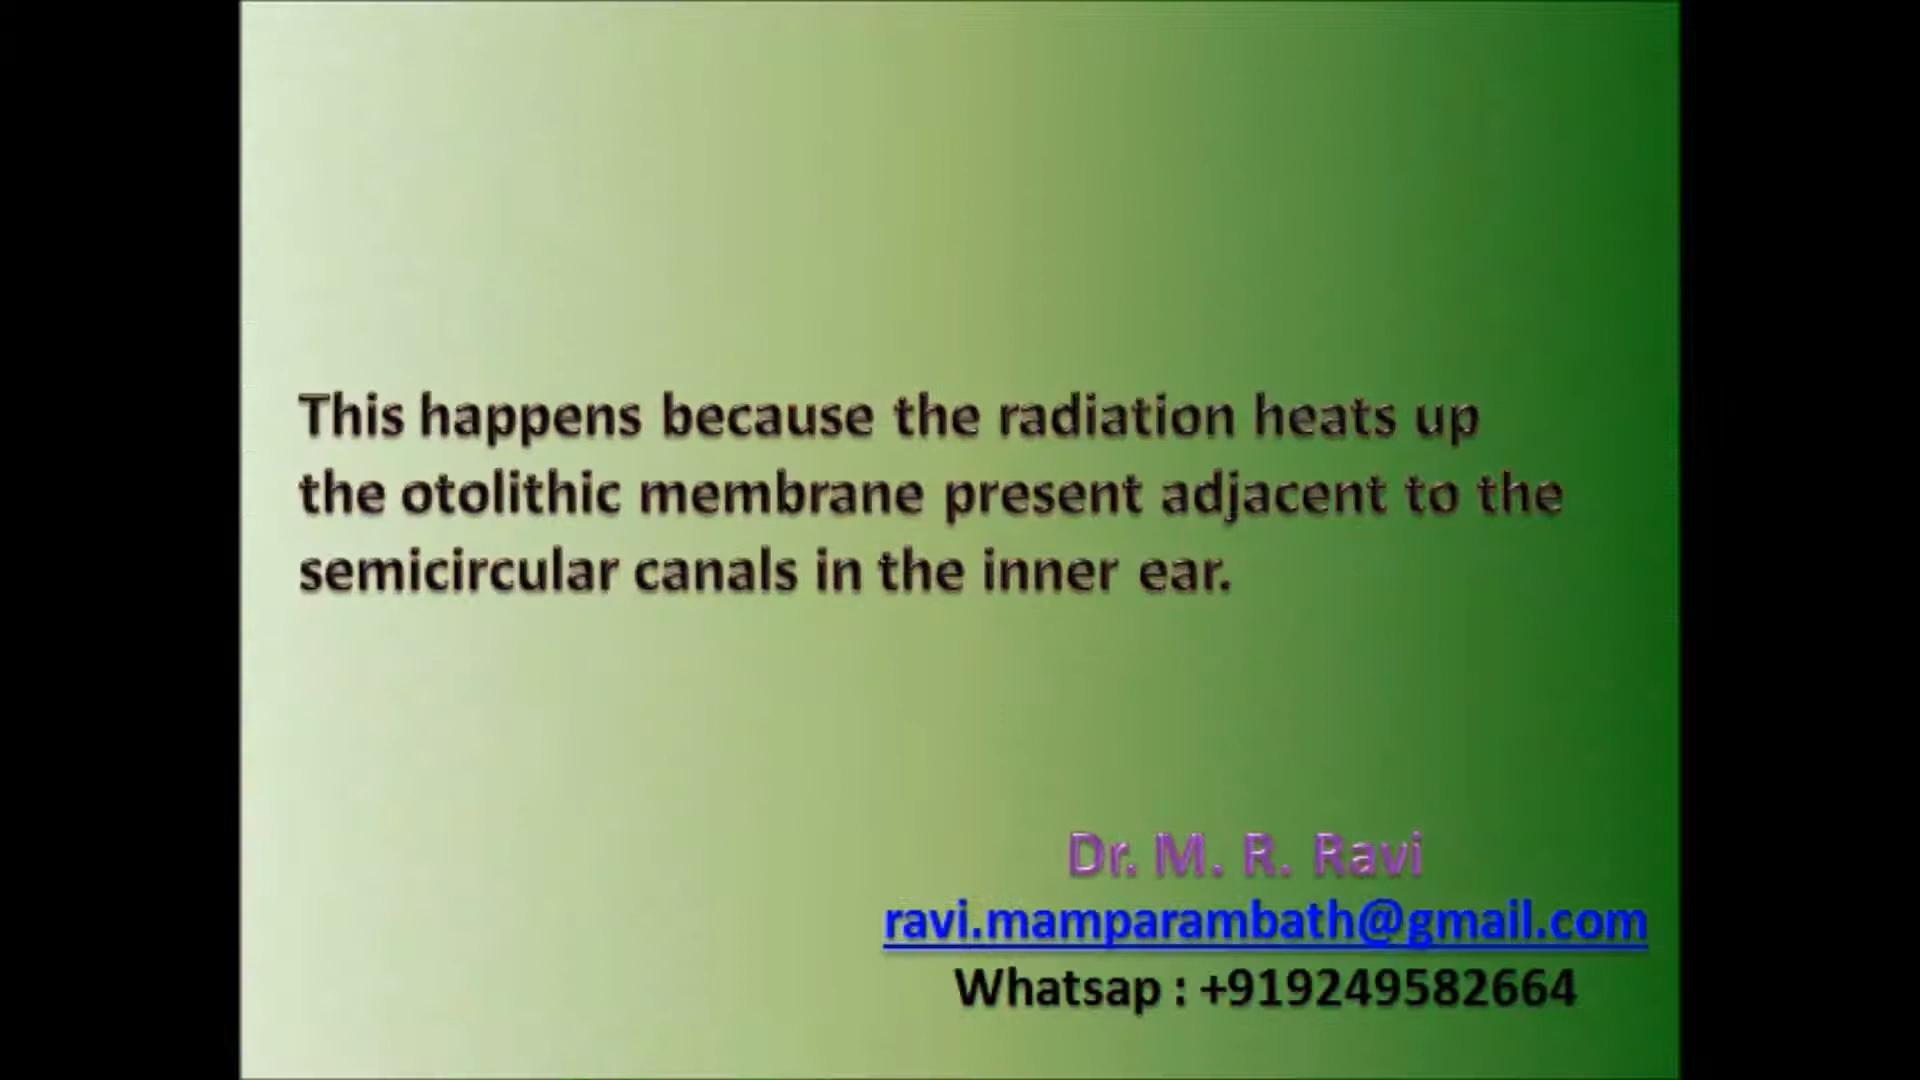 This happens because the radiation heats up
the otolithic membrane present adjacent to the
semicircular canals in the inner ear.
Dr. M. R. Ravi
ravi.mamparambath@gmail.com
Whatsap : +919249582664